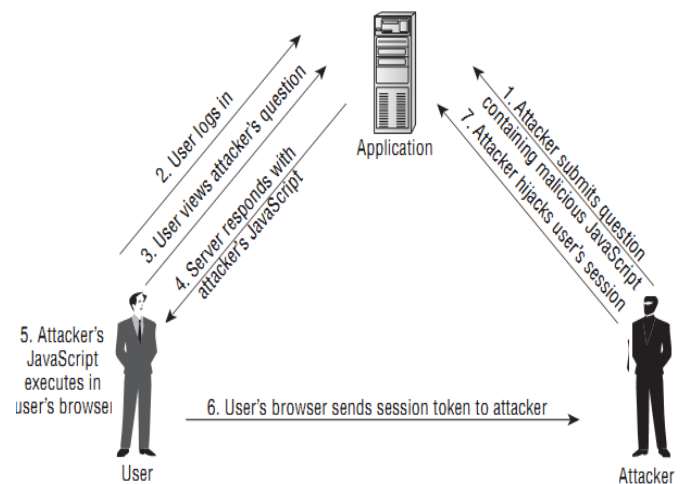 Application
1. Attacker submits question
containing malicious JavaScript
7. Attacker hijacks user's session
2. User logs in
3. User views attacker's question
4. Server responds with
attacker's JavaScript
5. Attacker's
JavaScript
executes in
user's browser
6. User's browser sends session token to attacker
User
Attacker